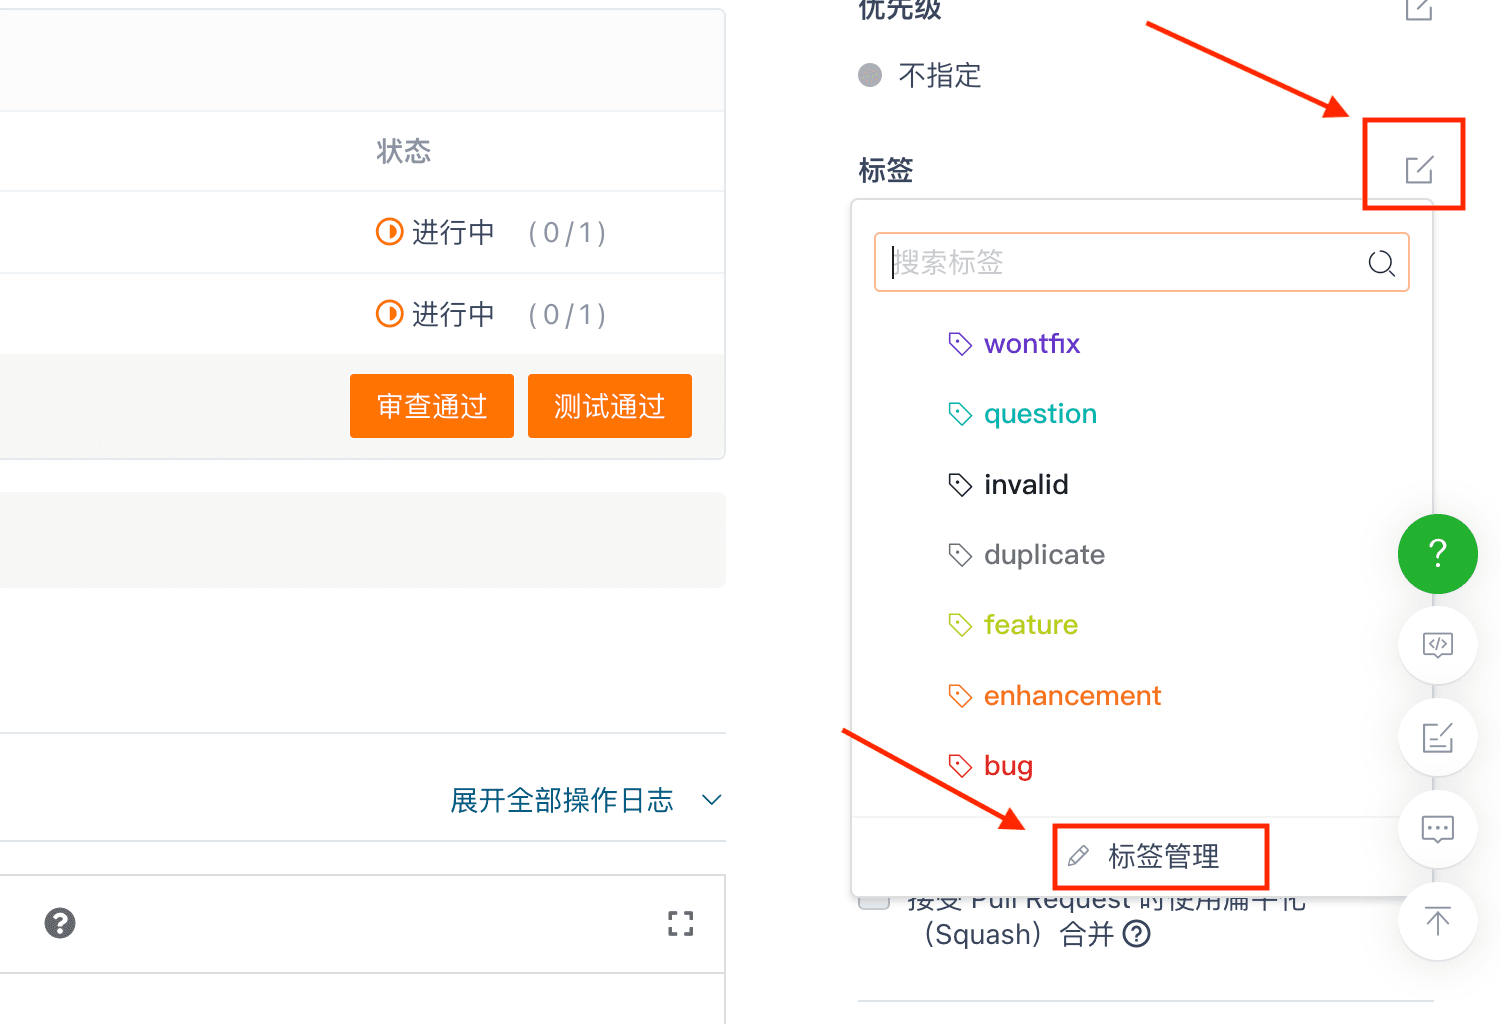 状态
进行中 (0/1)
进行中 (0/1)
审查通过 测试通过
展开全部操作日志
优先级
不指定
标签
搜索标签
wontfix
question
invalid
duplicate
feature
enhancement
bug
标签管理
接受 Pull Request 时使用扁平化
（Squash）合并